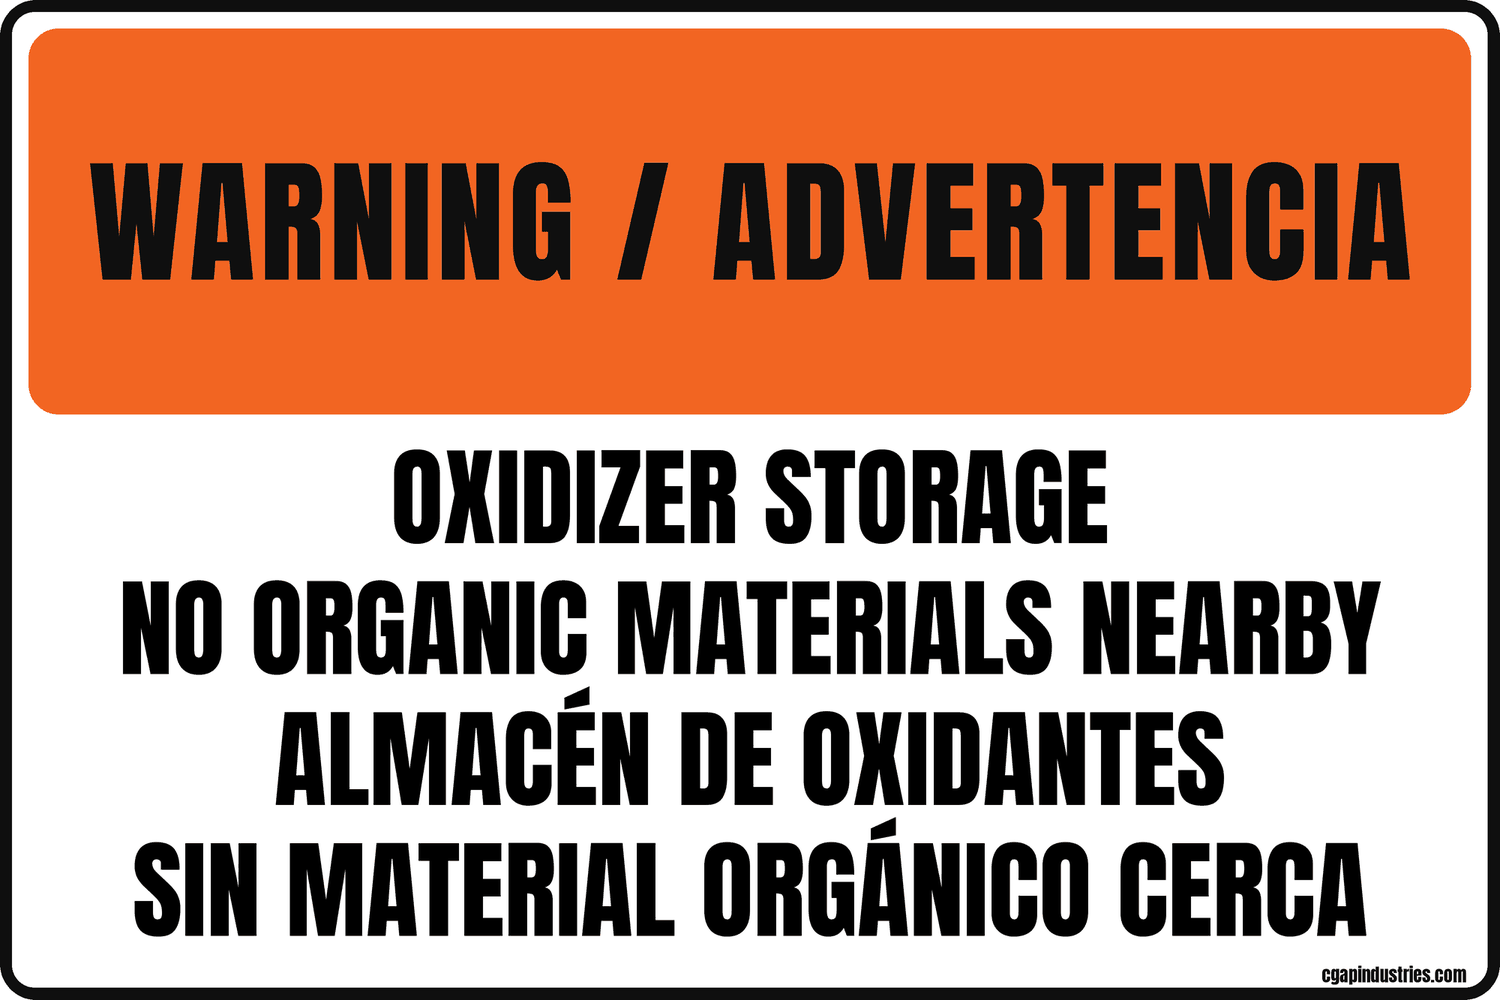 WARNING / ADVERTENCIA
OXIDIZER STORAGE
NO ORGANIC MATERIALS NEARBY
ALMACÉN DE OXIDANTES
SIN MATERIAL ORGÁNICO CERCA
cgapindustries.com